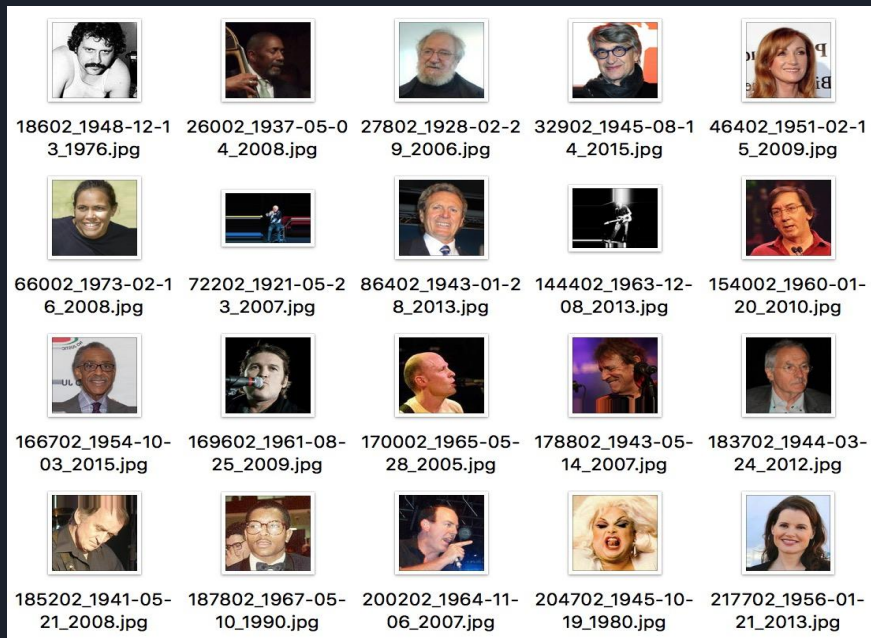 18602_1948-12-1 26002_1937-05-0 27802_1928-02-2 32902_1945-08-1 46402_1951-02-1
3_1976.jpg 4_2008.jpg 9_2006.jpg 4_2015.jpg 5_2009.jpg
66002_1973-02-1 72202_1921-05-2 86402_1943-01-2 144402_1963-12- 154002_1960-01-
6_2008.jpg 3_2007.jpg 8_2013.jpg 08_2013.jpg 20_2010.jpg
166702_1954-10- 169602_1961-08- 170002_1965-05- 178802_1943-05- 183702_1944-03-
03_2015.jpg 25_2009.jpg 28_2005.jpg 14_2007.jpg 24_2012.jpg
185202_1941-05- 187802_1967-05- 200202_1964-11- 204702_1945-10- 217702_1956-01-
21_2008.jpg 10_1990.jpg 06_2007.jpg 19_1980.jpg 21_2013.jpg